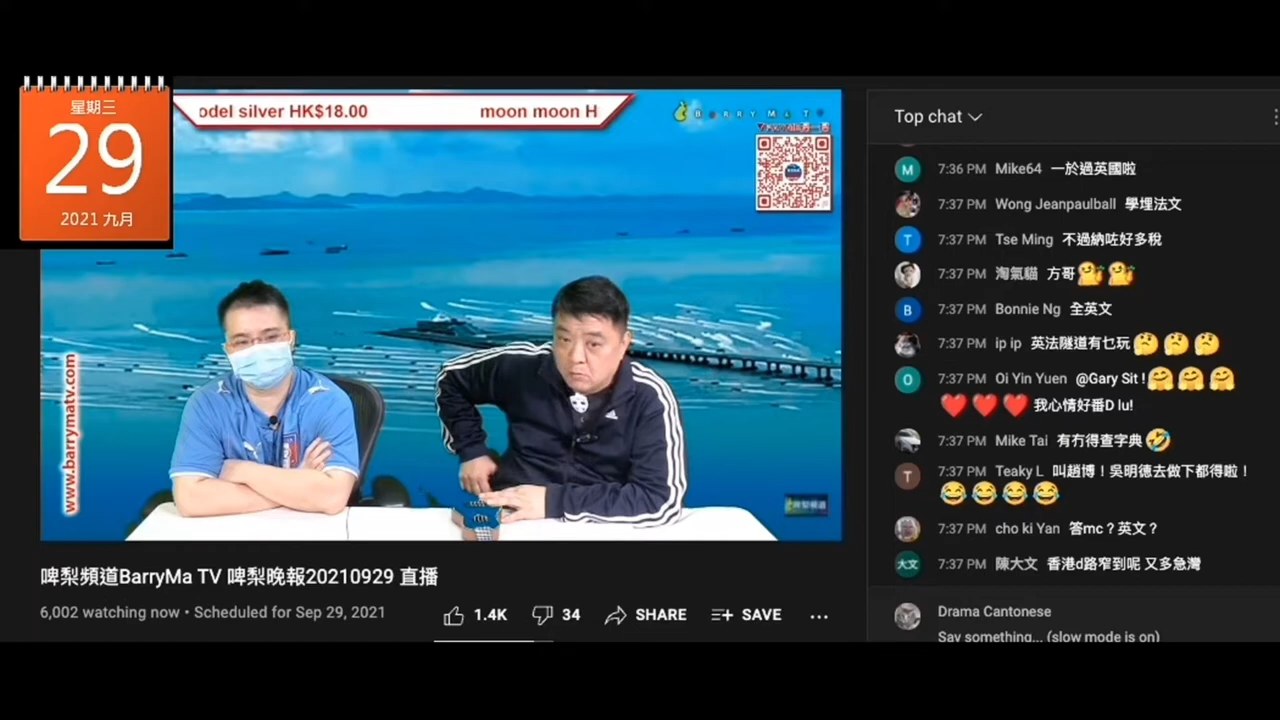 星期三
29
2021 九月
odel silver HK$18.00
moon moon H
BARRY MA TV
www.barrymatv.com
啤梨頻道
啤梨頻道BarryMa TV 啤梨晚報20210929 直播
6,002 watching now • Scheduled for Sep 29, 2021
1.4K
34
SHARE
SAVE
Top chat
M
7:36 PM Mike64 一於過英國啦
7:37 PM Wong Jeanpaulball 學埋法文
T
7:37 PM Tse Ming 不過納咗好多稅
7:37 PM 淘氣貓 方哥
B
7:37 PM Bonnie Ng 全英文
7:37 PM ip ip 英法隧道有乜玩🤔🤔🤔
O
7:37 PM Oi Yin Yuen @Gary Sit !🤗🤗🤗
❤️❤️❤️ 我心情好番D lu!
7:37 PM Mike Tai 有冇得查字典🤣
T
7:37 PM Teaky L 叫趙博！吳明德去做下都得啦！
😂😂😂😂
7:37 PM cho ki Yan 答mc？英文？
大文
7:37 PM 陳大文 香港d路窄到呢 又多急灣
Drama Cantonese
Say something... (slow mode is on)